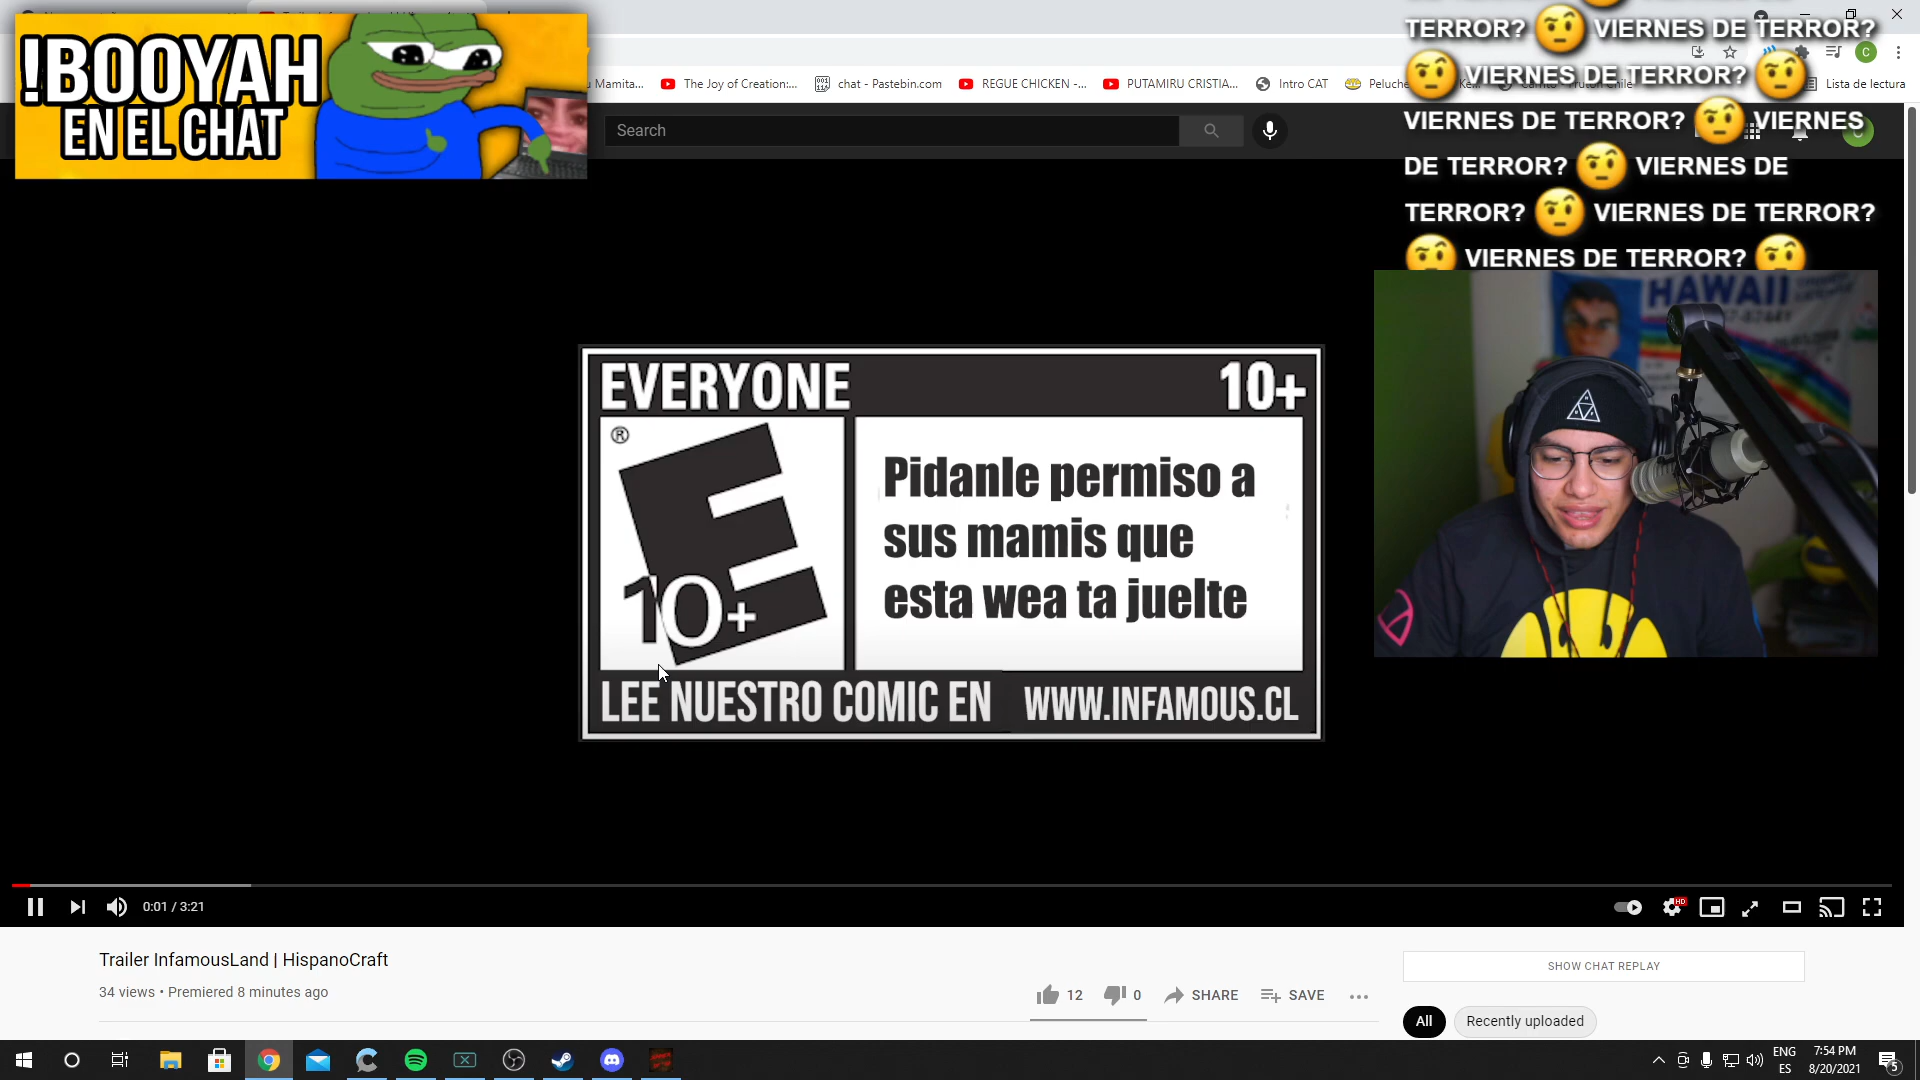 !BOOYAH
EN EL CHAT
TERROR? 🤨 VIERNES DE TERROR?
🤨 VIERNES DE TERROR? 🤨
VIERNES DE TERROR? 🤨 VIERNES
DE TERROR? 🤨 VIERNES DE
TERROR? 🤨 VIERNES DE TERROR?
🤨 VIERNES DE TERROR? 🤨
Mamita...
The Joy of Creation:...
chat - Pastebin.com
REGUE CHICKEN -...
PUTAMIRU CRISTIA...
Intro CAT
Lista de lectura
Search
C
HAWAII
EVERYONE 10+
®
10+
Pidanle permiso a
sus mamis que
esta wea ta juelte
LEE NUESTRO COMIC EN WWW.INFAMOUS.CL
0:01 / 3:21
HD
Trailer InfamousLand | HispanoCraft
34 views • Premiered 8 minutes ago
12
0
SHARE
SAVE
SHOW CHAT REPLAY
All
Recently uploaded
ENG
ES
7:54 PM
8/20/2021
5